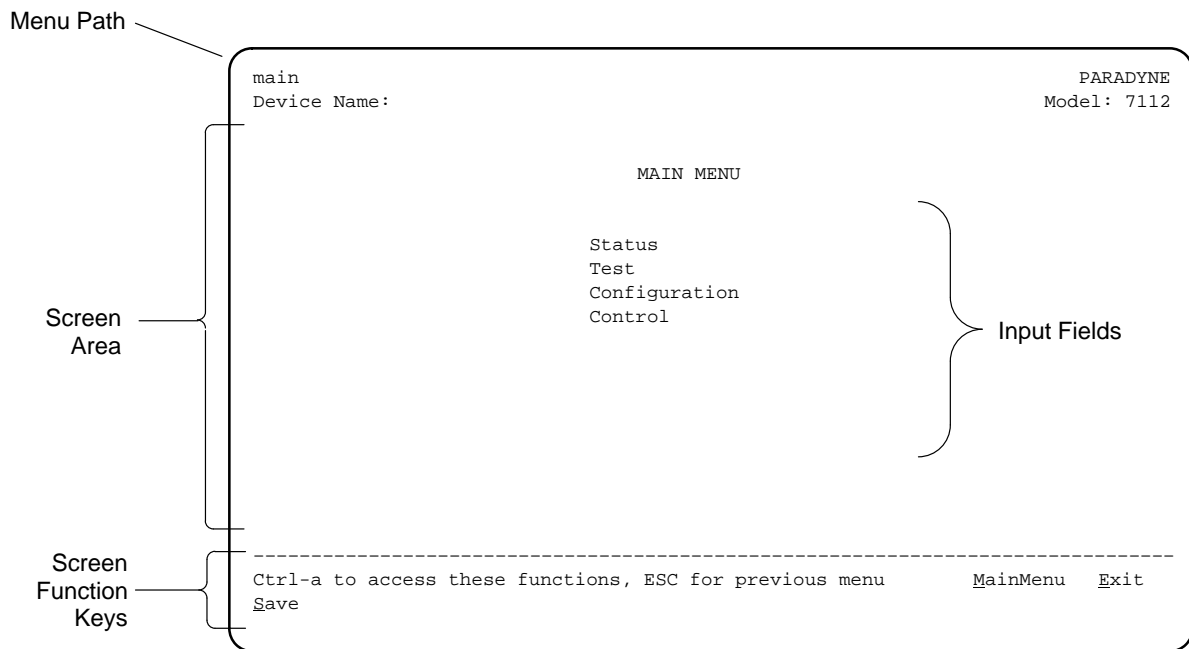 Menu Path
main PARADYNE
Device Name: Model: 7112
MAIN MENU
Status
Test
Configuration
Control
Screen
Area
Input Fields
Screen
Function
Keys
Ctrl-a to access these functions, ESC for previous menu MainMenu Exit
Save